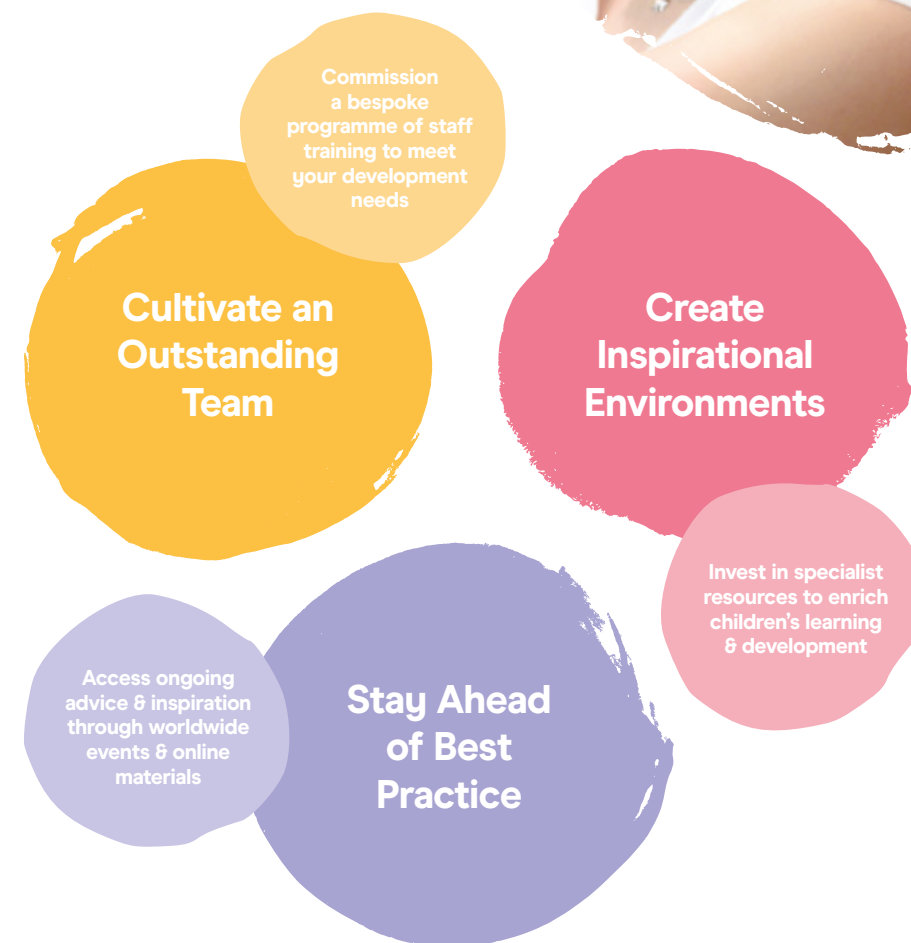 Commission
a bespoke
programme of staff
training to meet
your development
needs
Cultivate an
Outstanding
Team
Create
Inspirational
Environments
Invest in specialist
resources to enrich
children's learning
& development
Access ongoing
advice & inspiration
through worldwide
events & online
materials
Stay Ahead
of Best
Practice